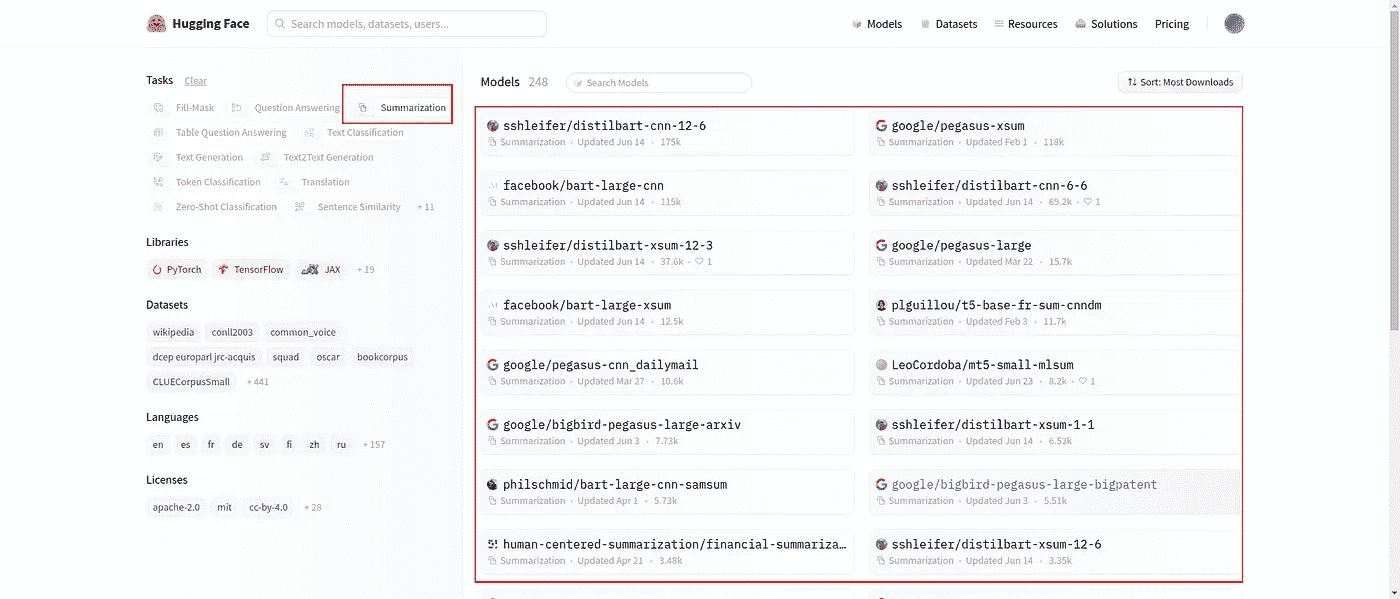 Hugging Face
Search models, datasets, users...
Models
Datasets
Resources
Solutions
Pricing
Tasks Clear
Fill-Mask Question Answering Summarization
Table Question Answering Text Classification
Text Generation Text2Text Generation
Token Classification Translation
Zero-Shot Classification Sentence Similarity + 11
Libraries
PyTorch TensorFlow JAX + 19
Datasets
wikipedia conll2003 common_voice
dcep europarl jrc-acquis squad oscar bookcorpus
CLUECorpusSmall + 441
Languages
en es fr de sv fi zh ru + 157
Licenses
apache-2.0 mit cc-by-4.0 + 28
Models 248 Search Models
Sort: Most Downloads
sshleifer/distilbart-cnn-12-6
Summarization • Updated Jun 14 • 175k
google/pegasus-xsum
Summarization • Updated Feb 1 • 118k
facebook/bart-large-cnn
Summarization • Updated Jun 14 • 115k
sshleifer/distilbart-cnn-6-6
Summarization • Updated Jun 14 • 69.2k • ♡ 1
sshleifer/distilbart-xsum-12-3
Summarization • Updated Jun 14 • 37.6k • ♡ 1
google/pegasus-large
Summarization • Updated Mar 22 • 15.7k
facebook/bart-large-xsum
Summarization • Updated Jun 14 • 12.5k
plguillou/t5-base-fr-sum-cnndm
Summarization • Updated Feb 3 • 11.7k
google/pegasus-cnn_dailymail
Summarization • Updated Mar 27 • 10.6k
LeoCordoba/mt5-small-mlsum
Summarization • Updated Jun 23 • 8.2k • ♡ 1
google/bigbird-pegasus-large-arxiv
Summarization • Updated Jun 3 • 7.73k
sshleifer/distilbart-xsum-1-1
Summarization • Updated Jun 14 • 6.52k
philschmid/bart-large-cnn-samsum
Summarization • Updated Apr 1 • 5.73k
google/bigbird-pegasus-large-bigpatent
Summarization • Updated Jun 3 • 5.51k
human-centered-summarization/financial-summariza…
Summarization • Updated Apr 21 • 3.48k
sshleifer/distilbart-xsum-12-6
Summarization • Updated Jun 14 • 3.35k